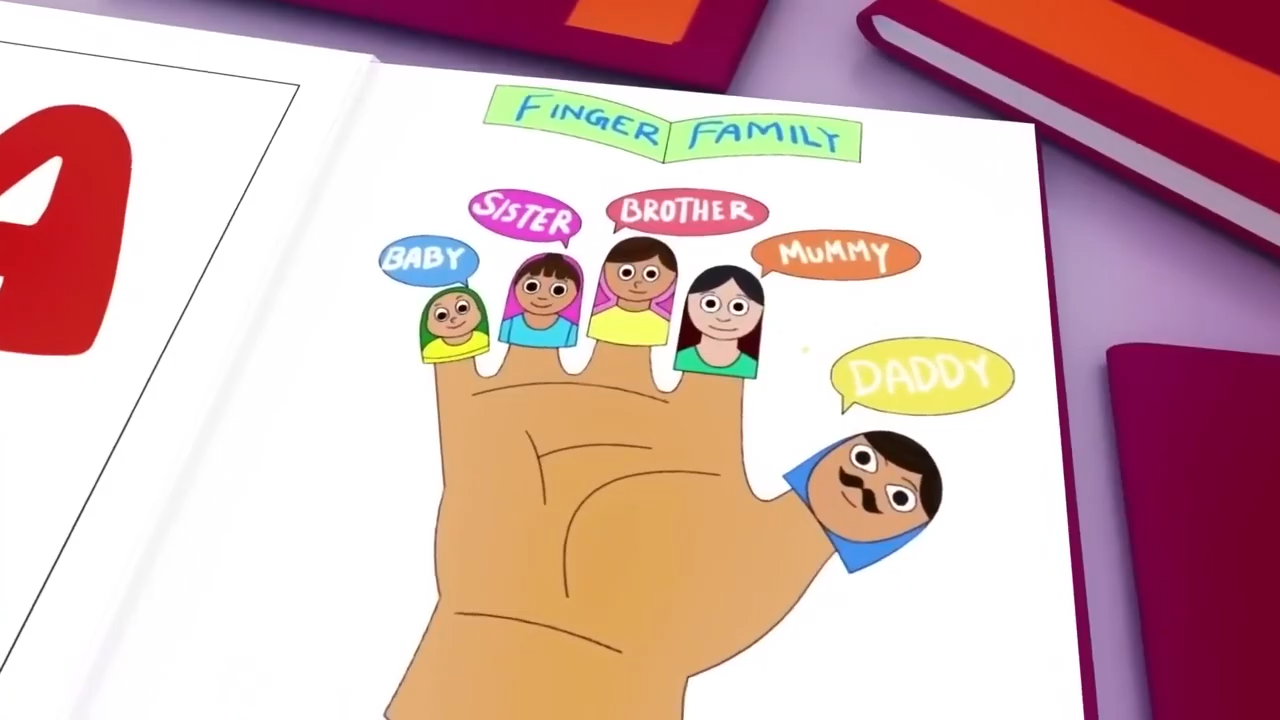 A
FINGER FAMILY
SISTER
BROTHER
BABY
MUMMY
DADDY